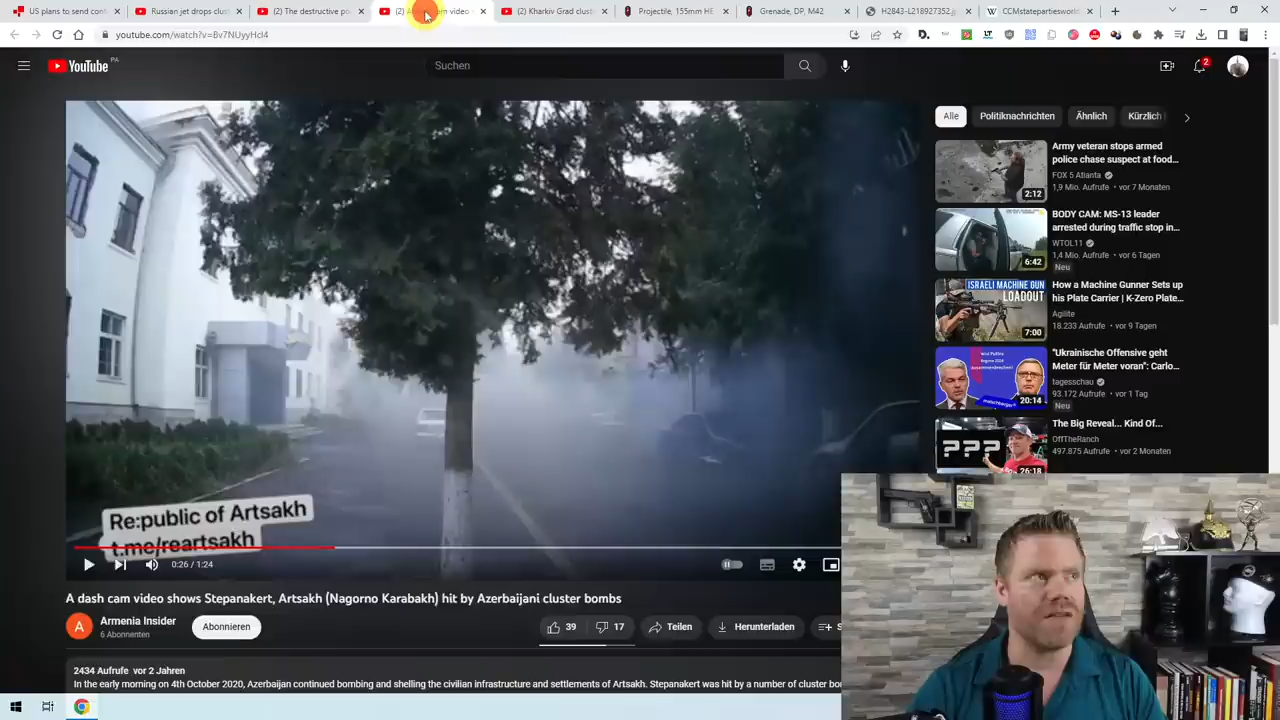 US plans to send cont
Russian jet drops clust
(2) The destructive po
(2) A
m video
(2) Kharkiv Grad cluste
Projectile, 155mm HE
Grenade, DP, M42
H2843-L218927352.jp
CCMstatepartiesworld
youtube.com/watch?v=8v7NUyyHcI4
YouTube
PA
Suchen
2
Alle
Politiknachrichten
Ähnlich
Kürzlich
Army veteran stops armed
police chase suspect at food...
FOX 5 Atlanta
1,9 Mio. Aufrufe • vor 7 Monaten
2:12
BODY CAM: MS-13 leader
arrested during traffic stop in...
WTOL11
1,4 Mio. Aufrufe • vor 6 Tagen
Neu
6:42
ISRAELI MACHINE GUN
LOADOUT
7:00
How a Machine Gunner Sets up
his Plate Carrier | K-Zero Plate...
Agilite
18.233 Aufrufe • vor 9 Tagen
20:14
"Ukrainische Offensive geht
Meter für Meter voran": Carlo...
tagesschau
93.172 Aufrufe • vor 1 Tag
Neu
The Big Reveal... Kind Of...
OffTheRanch
497.875 Aufrufe • vor 2 Monaten
???
26:18
Re:public of Artsakh
t.me/reartsakh
0:26 / 1:24
A dash cam video shows Stepanakert, Artsakh (Nagorno Karabakh) hit by Azerbaijani cluster bombs
A
Armenia Insider
6 Abonnenten
Abonnieren
39
17
Teilen
Herunterladen
S
2434 Aufrufe vor 2 Jahren
In the early morning on 4th October 2020, Azerbaijan continued bombing and shelling the civilian infrastructure and settlements of Artsakh. Stepanakert was hit by a number of cluster bo